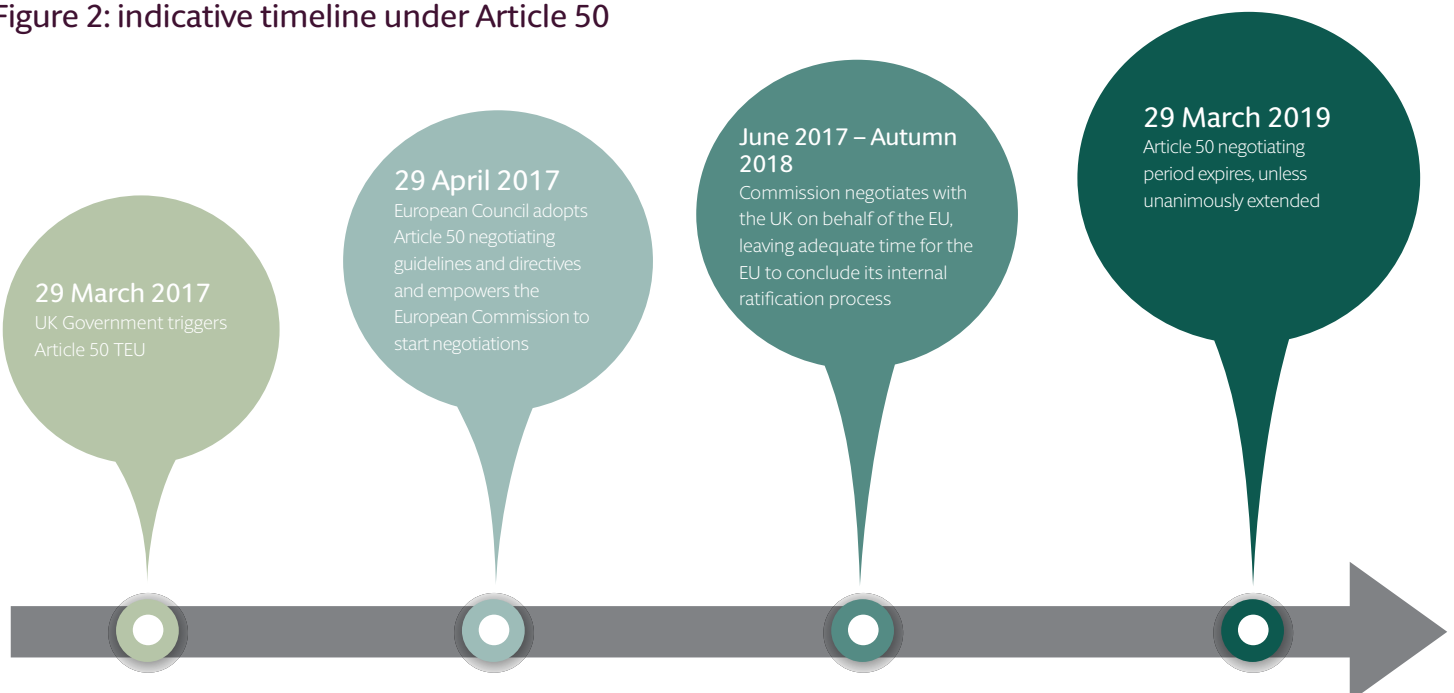 Figure 2: indicative timeline under Article 50
29 March 2017
UK Government triggers
Article 50 TEU
29 April 2017
European Council adopts
Article 50 negotiating
guidelines and directives
and empowers the
European Commission to
start negotiations
June 2017 – Autumn
2018
Commission negotiates with
the UK on behalf of the EU,
leaving adequate time for the
EU to conclude its internal
ratification process
29 March 2019
Article 50 negotiating
period expires, unless
unanimously extended